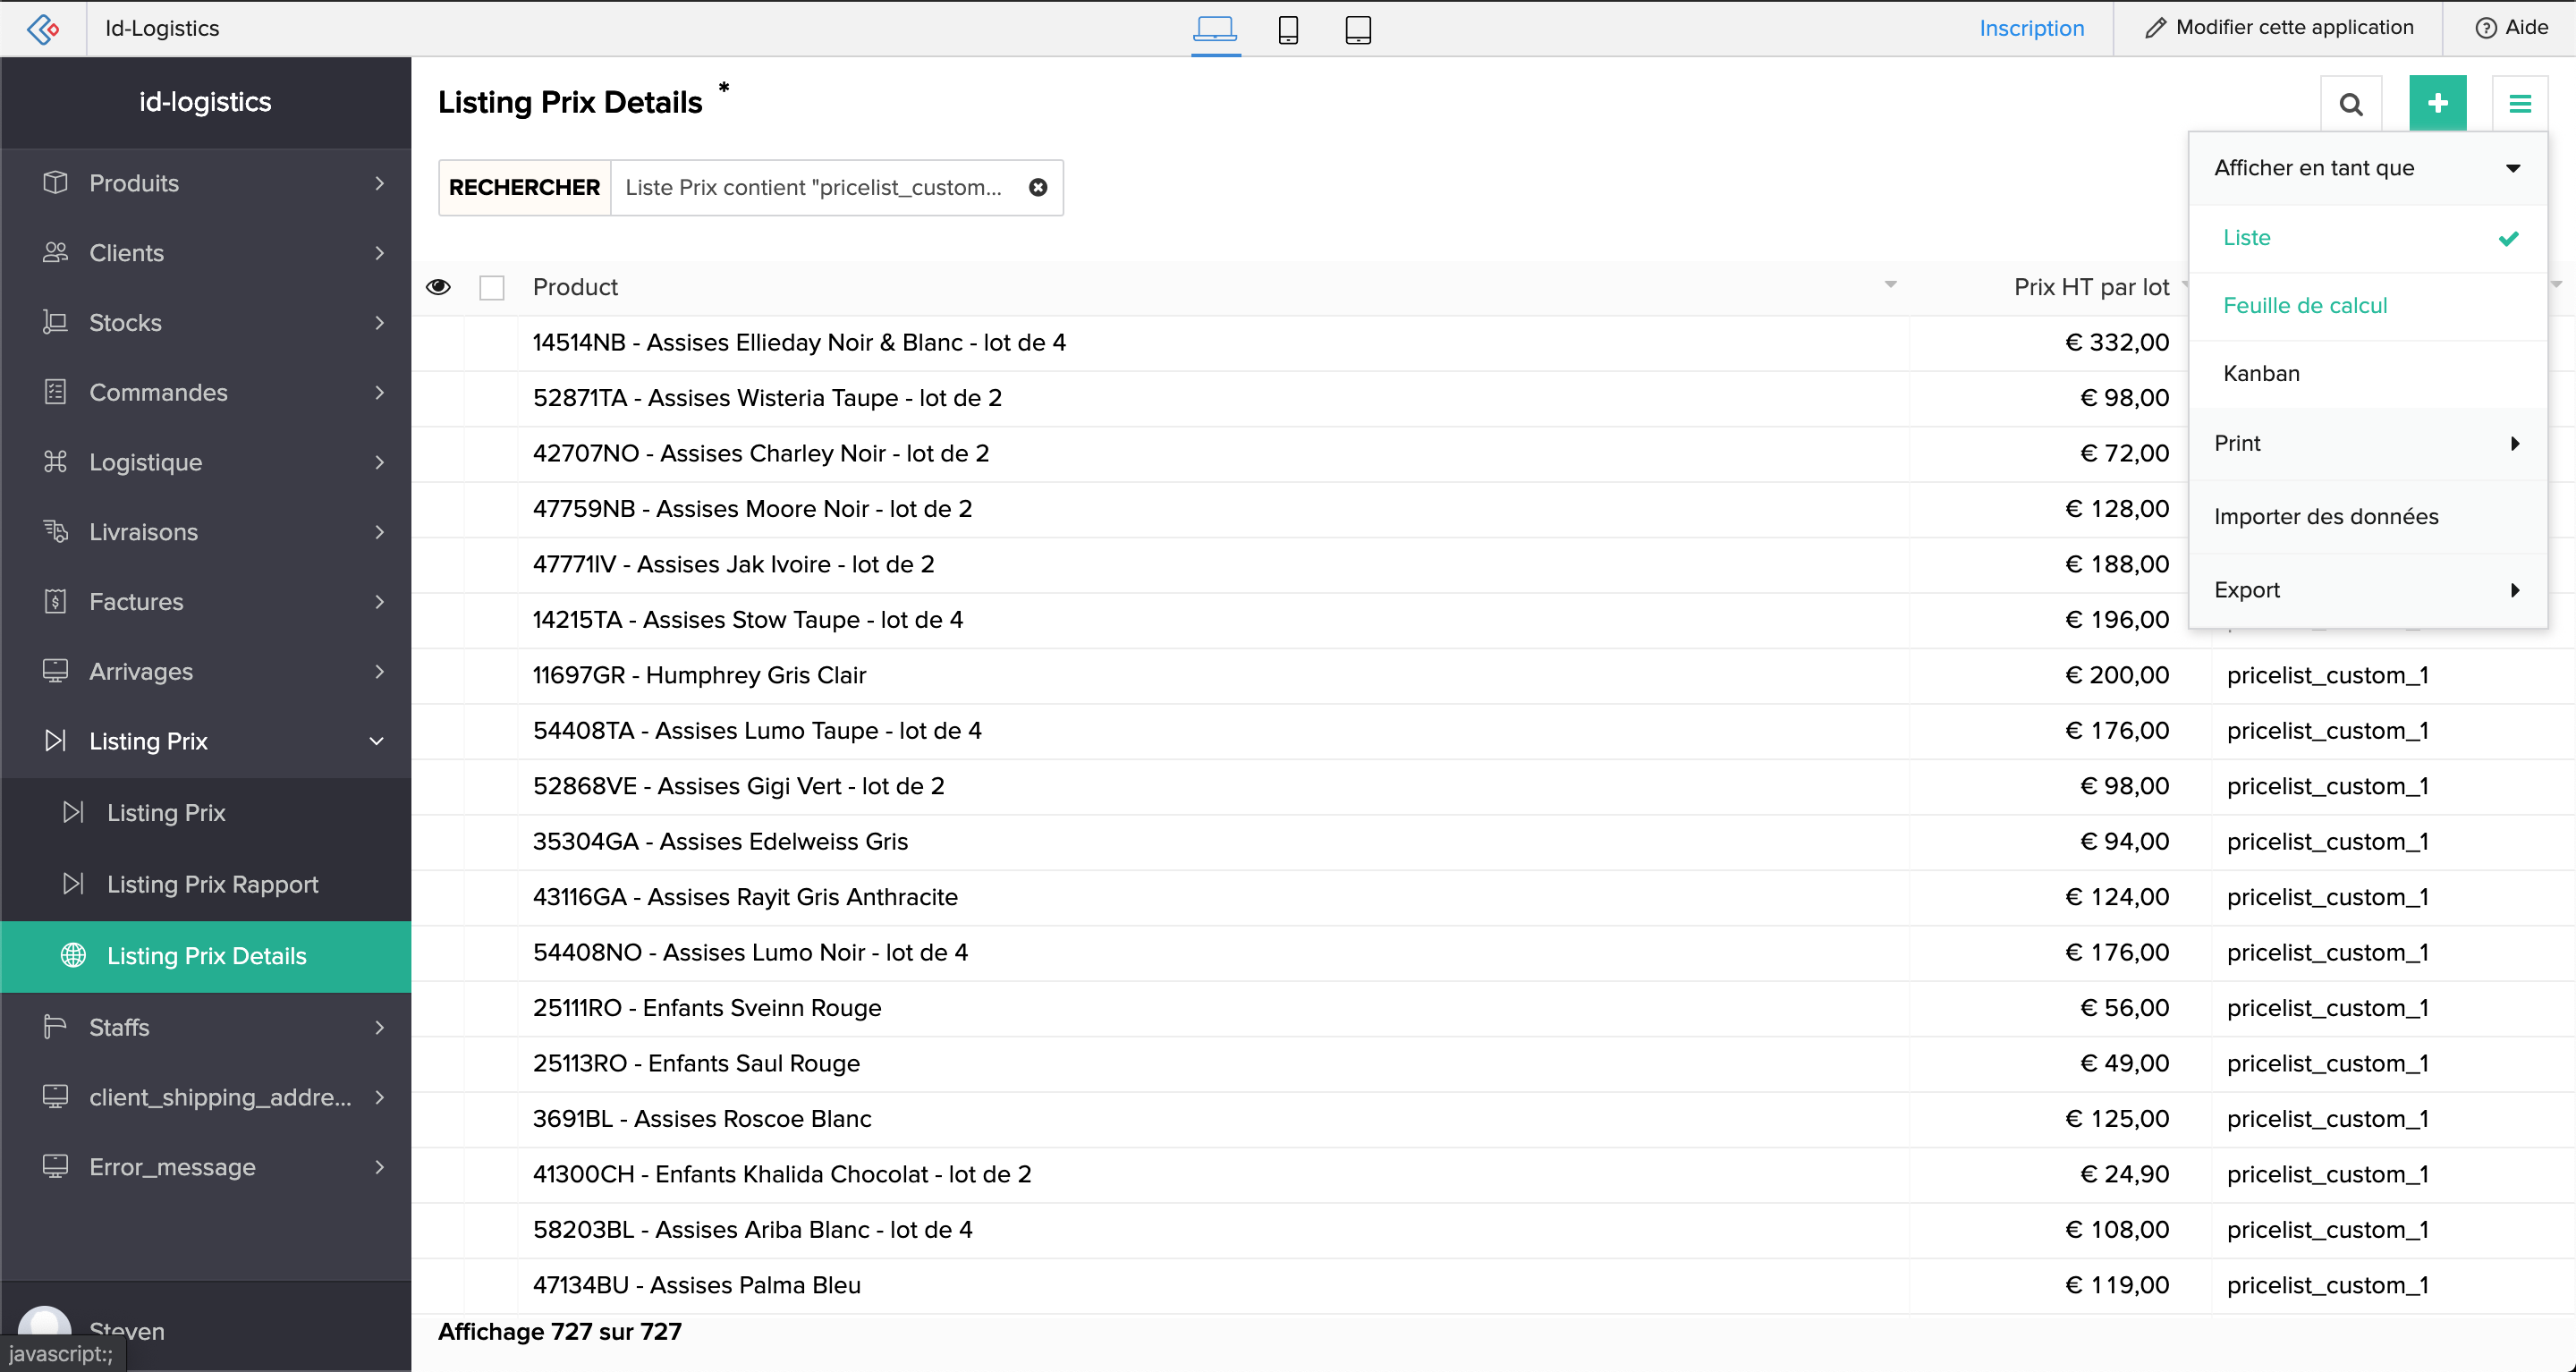 Id-Logistics
Inscription
Modifier cette application
Aide
id-logistics
Produits
Clients
Stocks
Commandes
Logistique
Livraisons
Factures
Arrivages
Listing Prix
Listing Prix
Listing Prix Rapport
Listing Prix Details
Staffs
client_shipping_addre...
Error_message
Steven
javascript:;
Listing Prix Details *
RECHERCHER Liste Prix contient "pricelist_custom...
Product Prix HT par lot
14514NB - Assises Ellieday Noir & Blanc - lot de 4 € 332,00
52871TA - Assises Wisteria Taupe - lot de 2 € 98,00
42707NO - Assises Charley Noir - lot de 2 € 72,00
47759NB - Assises Moore Noir - lot de 2 € 128,00
47771IV - Assises Jak Ivoire - lot de 2 € 188,00
14215TA - Assises Stow Taupe - lot de 4 € 196,00
11697GR - Humphrey Gris Clair € 200,00 pricelist_custom_1
54408TA - Assises Lumo Taupe - lot de 4 € 176,00 pricelist_custom_1
52868VE - Assises Gigi Vert - lot de 2 € 98,00 pricelist_custom_1
35304GA - Assises Edelweiss Gris € 94,00 pricelist_custom_1
43116GA - Assises Rayit Gris Anthracite € 124,00 pricelist_custom_1
54408NO - Assises Lumo Noir - lot de 4 € 176,00 pricelist_custom_1
25111RO - Enfants Sveinn Rouge € 56,00 pricelist_custom_1
25113RO - Enfants Saul Rouge € 49,00 pricelist_custom_1
3691BL - Assises Roscoe Blanc € 125,00 pricelist_custom_1
41300CH - Enfants Khalida Chocolat - lot de 2 € 24,90 pricelist_custom_1
58203BL - Assises Ariba Blanc - lot de 4 € 108,00 pricelist_custom_1
47134BU - Assises Palma Bleu € 119,00 pricelist_custom_1
Affichage 727 sur 727
Afficher en tant que
Liste
Feuille de calcul
Kanban
Print
Importer des données
Export